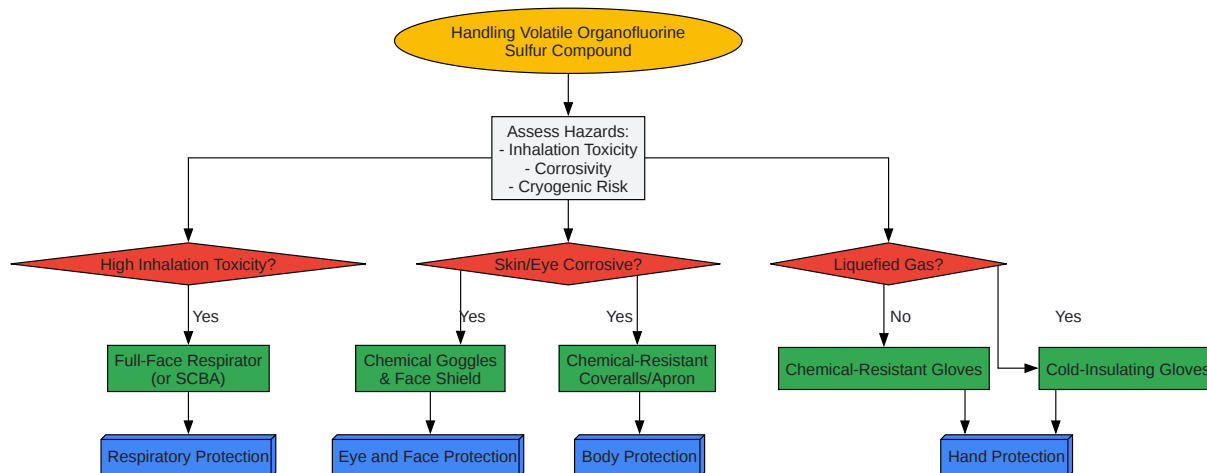 Handling Volatile Organofluorine
Sulfur Compound
Assess Hazards:
- Inhalation Toxicity
- Corrosivity
- Cryogenic Risk
High Inhalation Toxicity?
Skin/Eye Corrosive?
Liquefied Gas?
Yes
Yes
Yes
No
Yes
Full-Face Respirator
(or SCBA)
Chemical Goggles
& Face Shield
Chemical-Resistant
Coveralls/Apron
Chemical-Resistant Gloves
Cold-Insulating Gloves
Respiratory Protection
Eye and Face Protection
Body Protection
Hand Protection